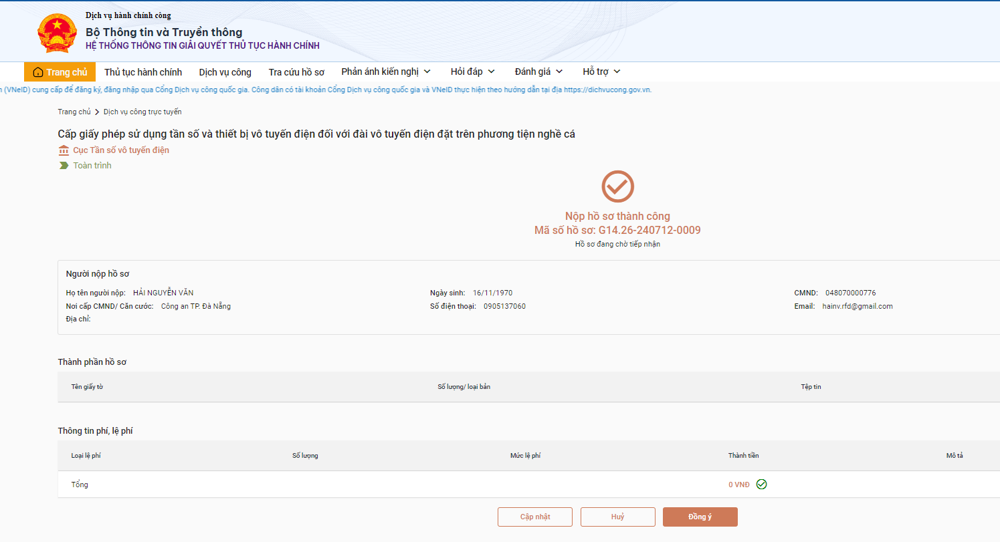 Dịch vụ hành chính công
Bộ Thông tin và Truyền thông
HỆ THỐNG THÔNG TIN GIẢI QUYẾT THỦ TỤC HÀNH CHÍNH
Trang chủ Thủ tục hành chính Dịch vụ công Tra cứu hồ sơ Phản ánh kiến nghị Hỏi đáp Đánh giá Hỗ trợ
(VNeID) cung cấp để đăng ký, đăng nhập qua Cổng Dịch vụ công quốc gia. Công dân có tài khoản Cổng Dịch vụ công quốc gia và VNeID thực hiện theo hướng dẫn tại địa https://dichvucong.gov.vn.
Trang chủ > Dịch vụ công trực tuyến
Cấp giấy phép sử dụng tần số và thiết bị vô tuyến điện đối với đài vô tuyến điện đặt trên phương tiện nghề cá
Cục Tần số vô tuyến điện
Toàn trình
Nộp hồ sơ thành công
Mã số hồ sơ: G14.26-240712-0009
Hồ sơ đang chờ tiếp nhận
Người nộp hồ sơ
Họ tên người nộp: HẢI NGUYỄN VĂN Ngày sinh: 16/11/1970 CMND: 048070000776
Nơi cấp CMND/ Căn cước: Công an TP. Đà Nẵng Số điện thoại: 0905137060 Email: hainv.rfd@gmail.com
Địa chỉ:
Thành phần hồ sơ
Tên giấy tờ Số lượng/ loại bản Tệp tin
Thông tin phí, lệ phí
Loại lệ phí Số lượng Mức lệ phí Thành tiền Mô tả
Tổng 0 VNĐ
Cập nhật Huỷ Đồng ý